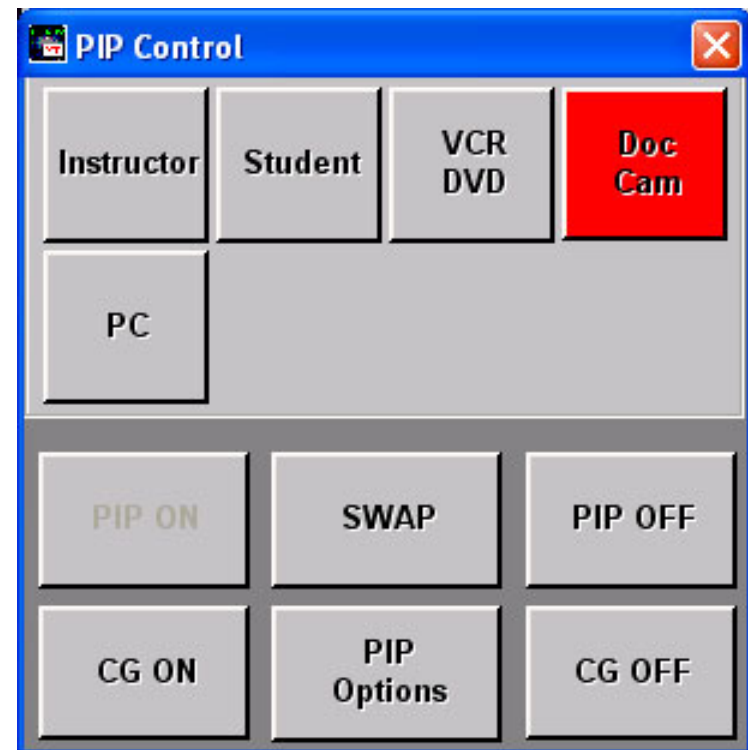 PIP Control
Instructor
Student
VCR
DVD
Doc
Cam
PC
PIP ON
SWAP
PIP OFF
CG ON
PIP
Options
CG OFF